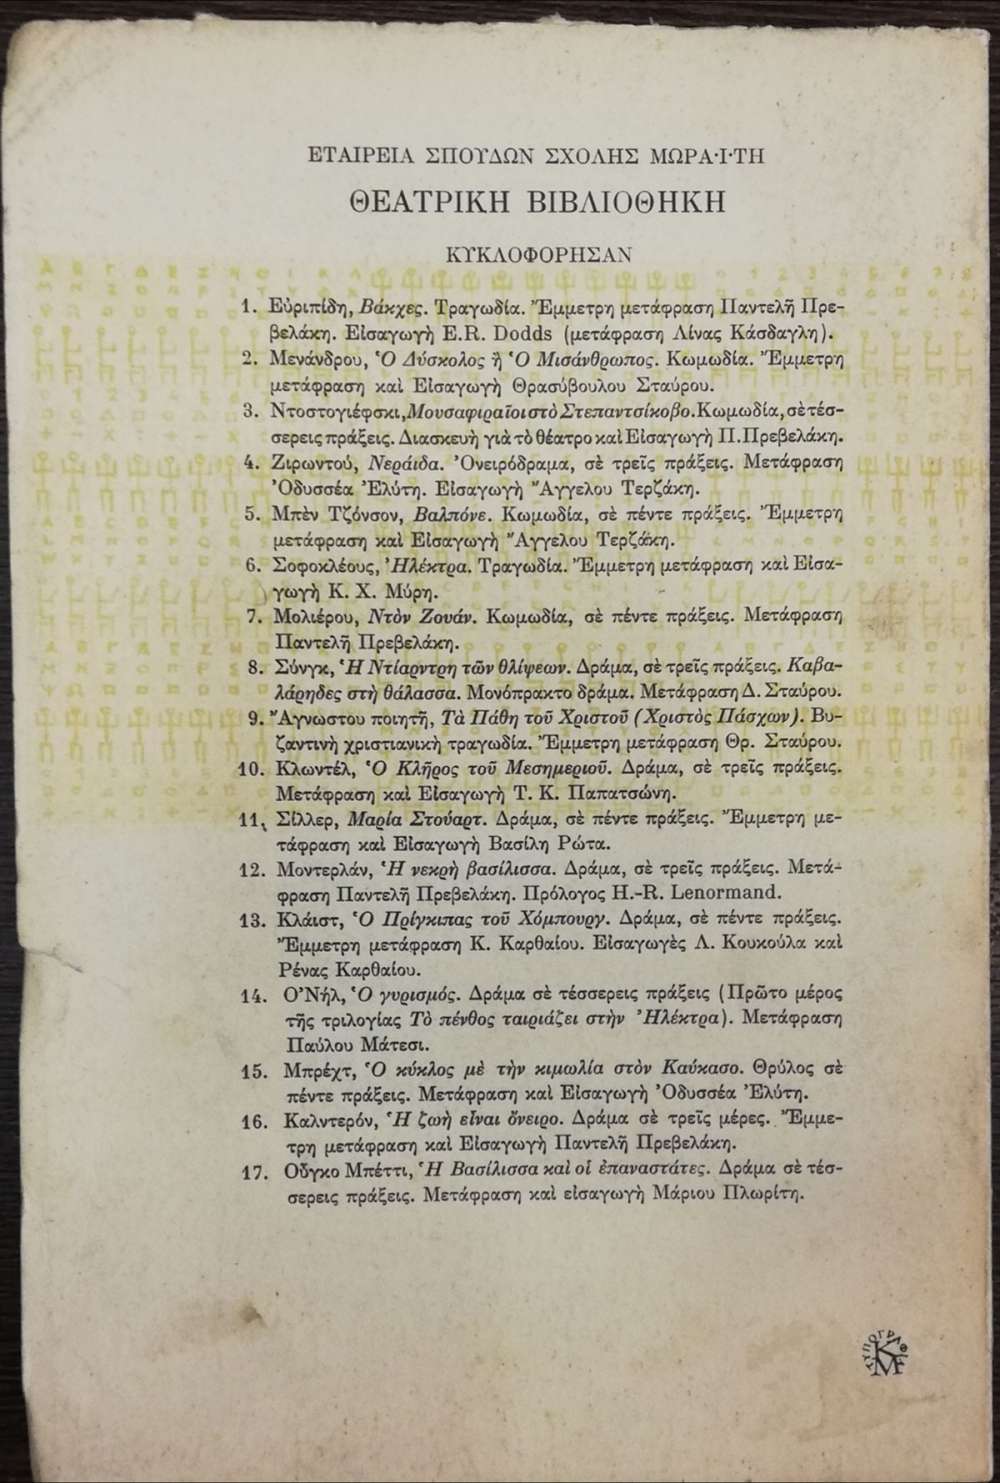 ΕΤΑΙΡΕΙΑ ΣΠΟΥΔΩΝ ΣΧΟΛΗΣ ΜΩΡΑ·Ι·ΤΗ
ΘΕΑΤΡΙΚΗ ΒΙΒΛΙΟΘΗΚΗ
ΚΥΚΛΟΦΟΡΗΣΑΝ
1. Εὐριπίδη, Βάκχες. Τραγωδία. Ἔμμετρη μετάφραση Παντελῆ Πρε-
βελάκη. Εἰσαγωγὴ E.R. Dodds (μετάφραση Λίνας Κάσδαγλη).
2. Μενάνδρου, Ὁ Δύσκολος ἢ Ὁ Μισάνθρωπος. Κωμωδία. Ἔμμετρη
μετάφραση καὶ Εἰσαγωγὴ Θρασύβουλου Σταύρου.
3. Ντοστογιέφσκι, Μουσαφιραῖοι στὸ Στεπαντσίκοβο. Κωμωδία, σὲ τέσ-
σερεις πράξεις. Διασκευὴ γιὰ τὸ θέατρο καὶ Εἰσαγωγὴ Π. Πρεβελάκη.
4. Ζιρωντού, Νεράιδα. Ὀνειρόδραμα, σὲ τρεῖς πράξεις. Μετάφραση
Ὀδυσσέα Ἐλύτη. Εἰσαγωγὴ Ἄγγελου Τερζάκη.
5. Μπὲν Τζόνσον, Βαλπόνε. Κωμωδία, σὲ πέντε πράξεις. Ἔμμετρη
μετάφραση καὶ Εἰσαγωγὴ Ἄγγελου Τερζάκη.
6. Σοφοκλέους, Ἠλέκτρα. Τραγωδία. Ἔμμετρη μετάφραση καὶ Εἰσα-
γωγὴ Κ. Χ. Μύρη.
7. Μολιέρου, Ντὸν Ζουάν. Κωμωδία, σὲ πέντε πράξεις. Μετάφραση
Παντελῆ Πρεβελάκη.
8. Σύνγκ, Ἡ Ντίαρντρη τῶν θλίψεων. Δράμα, σὲ τρεῖς πράξεις. Καβα-
λάρηδες στὴ θάλασσα. Μονόπρακτο δράμα. Μετάφραση Δ. Σταύρου.
9. Ἄγνωστου ποιητῆ, Τὰ Πάθη τοῦ Χριστοῦ (Χριστὸς Πάσχων). Βυ-
ζαντινὴ χριστιανικὴ τραγωδία. Ἔμμετρη μετάφραση Θρ. Σταύρου.
10. Κλωντέλ, Ὁ Κλῆρος τοῦ Μεσημεριοῦ. Δράμα, σὲ τρεῖς πράξεις.
Μετάφραση καὶ Εἰσαγωγὴ Τ. Κ. Παπατσώνη.
11. Σίλλερ, Μαρία Στούαρτ. Δράμα, σὲ πέντε πράξεις. Ἔμμετρη με-
τάφραση καὶ Εἰσαγωγὴ Βασίλη Ρώτα.
12. Μοντερλάν, Ἡ νεκρὴ βασίλισσα. Δράμα, σὲ τρεῖς πράξεις. Μετά-
φραση Παντελῆ Πρεβελάκη. Πρόλογος H.-R. Lenormand.
13. Κλάιστ, Ὁ Πρίγκιπας τοῦ Χόμπουργ. Δράμα, σὲ πέντε πράξεις.
Ἔμμετρη μετάφραση Κ. Καρθαίου. Εἰσαγωγὲς Λ. Κουκούλα καὶ
Ρένας Καρθαίου.
14. Ο'Νήλ, Ὁ γυρισμός. Δράμα σὲ τέσσερεις πράξεις (Πρῶτο μέρος
τῆς τριλογίας Τὸ πένθος ταιριάζει στὴν Ἠλέκτρα). Μετάφραση
Παύλου Μάτεσι.
15. Μπρέχτ, Ὁ κύκλος μὲ τὴν κιμωλία στὸν Καύκασο. Θρύλος σὲ
πέντε πράξεις. Μετάφραση καὶ Εἰσαγωγὴ Ὀδυσσέα Ἐλύτη.
16. Καλντερόν, Ἡ ζωὴ εἶναι ὄνειρο. Δράμα σὲ τρεῖς μέρες. Ἔμμε-
τρη μετάφραση καὶ Εἰσαγωγὴ Παντελῆ Πρεβελάκη.
17. Οὔγκο Μπέττι, Ἡ Βασίλισσα καὶ οἱ ἐπαναστάτες. Δράμα σὲ τέσ-
σερεις πράξεις. Μετάφραση καὶ εἰσαγωγὴ Μάριου Πλωρίτη.